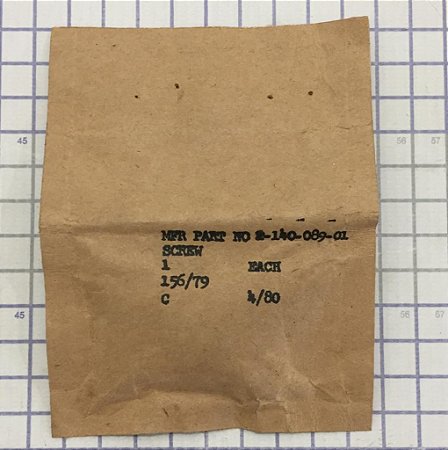 MFR PART NO 2-140-089-01
SCREW
1 EACH
156/79
C 4/80
45 56 57
45 56 57